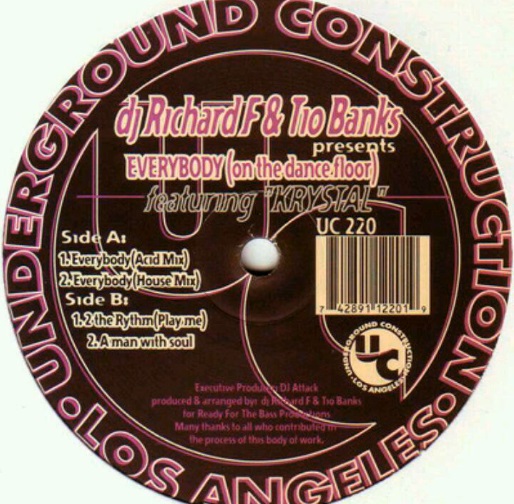 UNDERGROUND CONSTRUCTION
LOS ANGELES
dj Richard F & Tio Banks
presents
EVERYBODY (on the dance floor)
featuring "KRYSTAL"
UC 220
Side A:
1. Everybody (Acid Mix)
2. Everybody (House Mix)
Side B:
1. 2 the Rythm (Play me)
2. A man with soul
7 42891 12201 9
UNDERGROUND CONSTRUCTION
UC
LOS ANGELES
Executive Producer: DJ Attack
produced & arranged by: dj Richard F & Tio Banks
for Ready For The Bass Productions
Many thanks to all who contributed in
the process of this body of work.